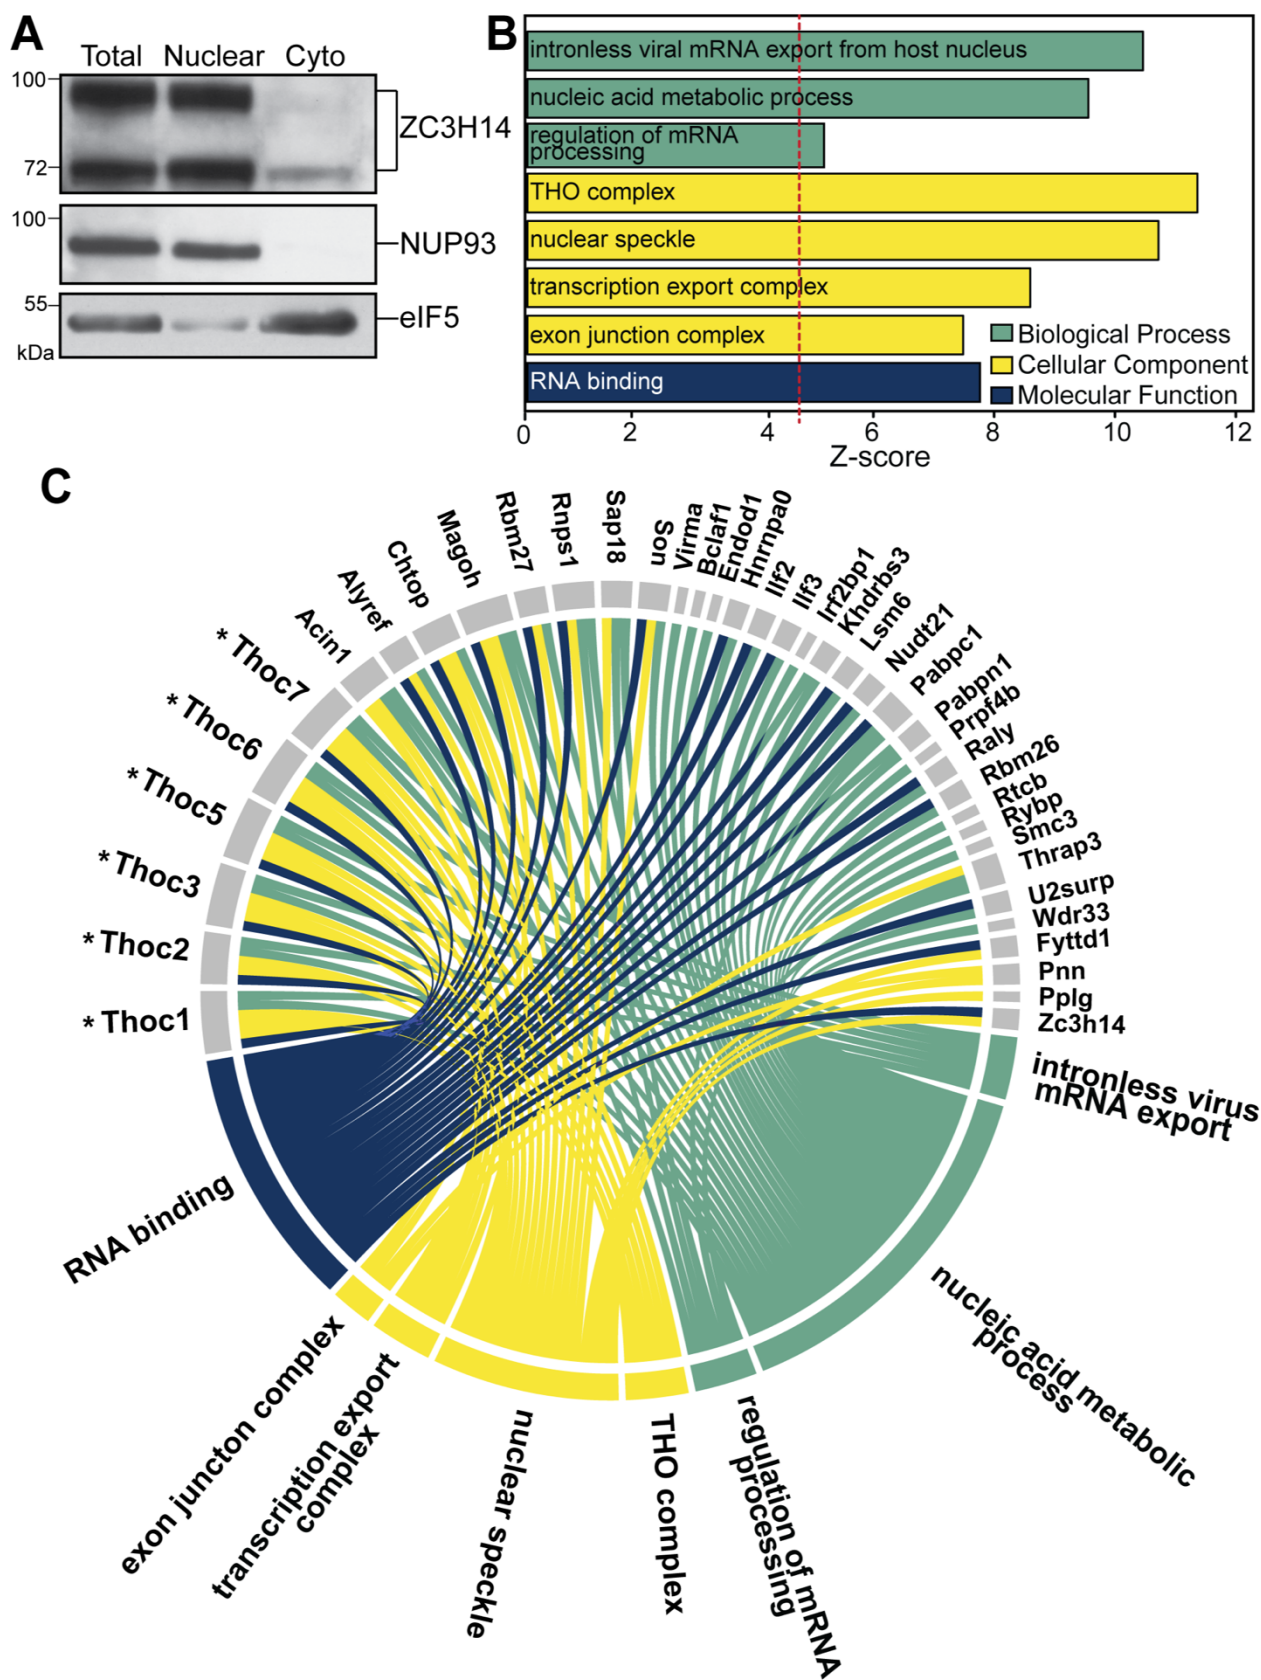 A
Total Nuclear Cyto
100
72
ZC3H14
100
NUP93
55
eIF5
kDa
B
intronless viral mRNA export from host nucleus
nucleic acid metabolic process
regulation of mRNA
processing
THO complex
nuclear speckle
transcription export complex
exon junction complex
RNA binding
Biological Process
Cellular Component
Molecular Function
0 2 4 6 8 10 12
Z-score
C
* Thoc1
* Thoc2
* Thoc3
* Thoc5
* Thoc6
* Thoc7
Acin1
Alyref
Chtop
Magoh
Rbm27
Rnps1
Sap18
Son
Virma
Bclaf1
Endod1
Hnrnpa0
Ilf2
Ilf3
Irf2bp1
Khdrbs3
Lsm6
Nudt21
Pabpc1
Pabpn1
Prpf4b
Raly
Rbm26
Rtcb
Rybp
Smc3
Thrap3
U2surp
Wdr33
Fyttd1
Pnn
PpIg
Zc3h14
intronless virus
mRNA export
nucleic acid metabolic
process
regulation of mRNA
processing
THO complex
nuclear speckle
transcription export
complex
exon juncton complex
RNA binding